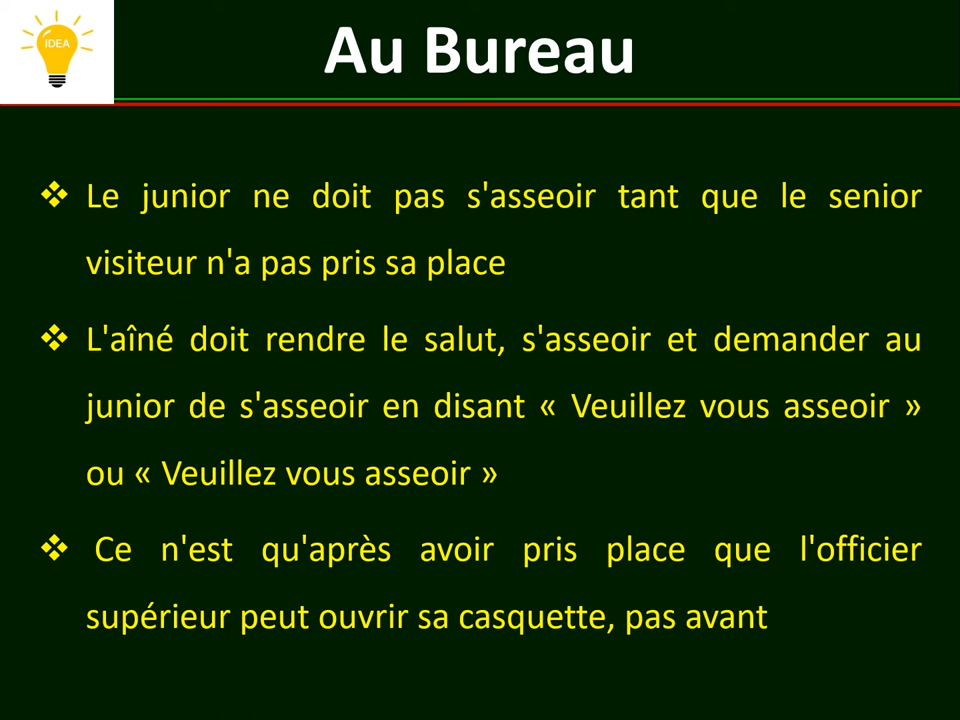 IDEA
Au Bureau
❖ Le junior ne doit pas s'asseoir tant que le senior
visiteur n'a pas pris sa place
❖ L'aîné doit rendre le salut, s'asseoir et demander au
junior de s'asseoir en disant « Veuillez vous asseoir »
ou « Veuillez vous asseoir »
❖ Ce n'est qu'après avoir pris place que l'officier
supérieur peut ouvrir sa casquette, pas avant